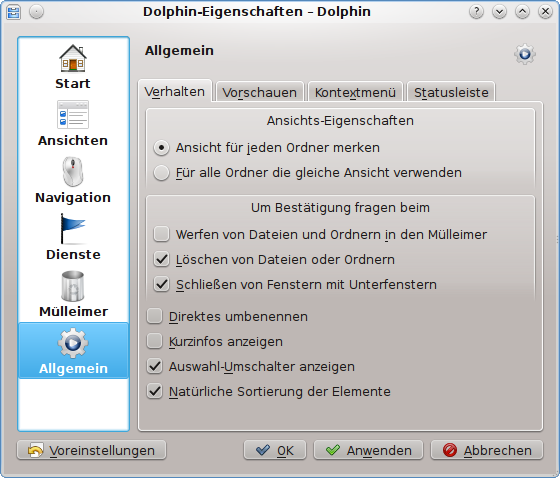 Dolphin-Eigenschaften – Dolphin
Start
Ansichten
Navigation
Dienste
Mülleimer
Allgemein
Allgemein
Verhalten Vorschauen Kontextmenü Statusleiste
Ansichts-Eigenschaften
Ansicht für jeden Ordner merken
Für alle Ordner die gleiche Ansicht verwenden
Um Bestätigung fragen beim
Werfen von Dateien und Ordnern in den Mülleimer
Löschen von Dateien oder Ordnern
Schließen von Fenstern mit Unterfenstern
Direktes umbenennen
Kurzinfos anzeigen
Auswahl-Umschalter anzeigen
Natürliche Sortierung der Elemente
Voreinstellungen OK Anwenden Abbrechen